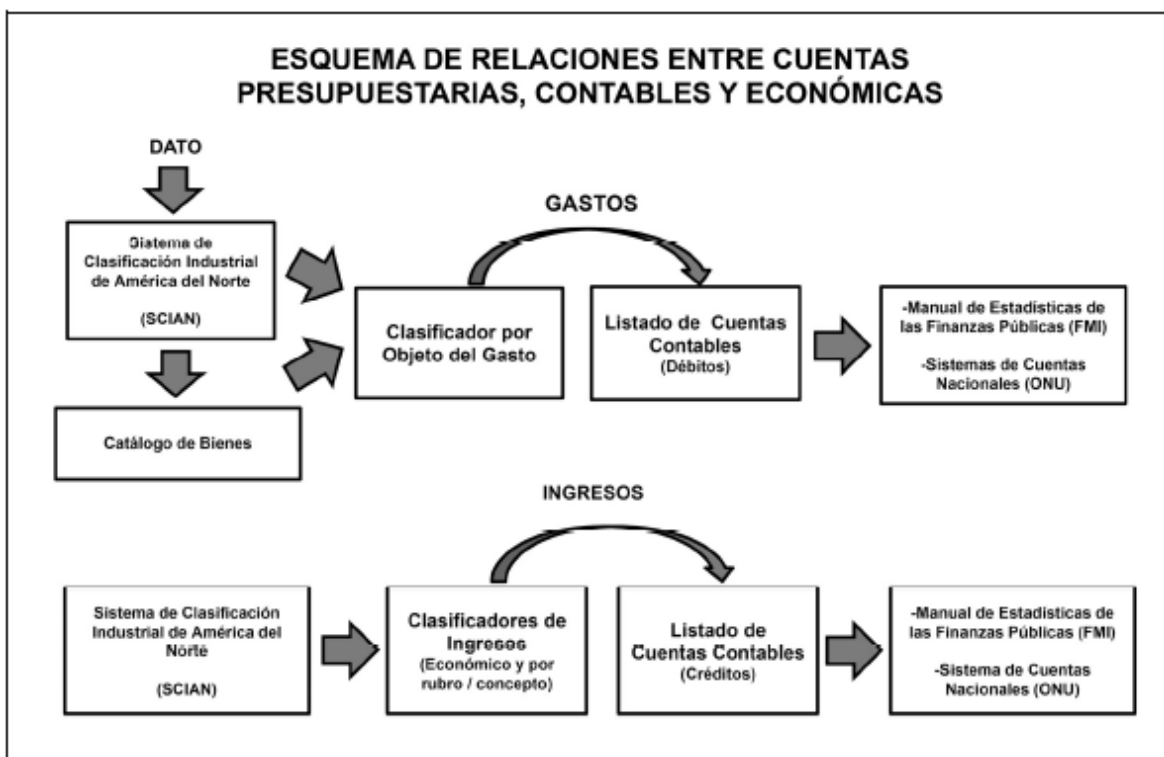 ESQUEMA DE RELACIONES ENTRE CUENTAS
PRESUPUESTARIAS, CONTABLES Y ECONÓMICAS
DATO
Sistema de
Clasificación Industrial
de América del Norte
(SCIAN)
Catálogo de Bienes
GASTOS
Clasificador por
Objeto del Gasto
Listado de Cuentas
Contables
(Débitos)
-Manual de Estadísticas de
las Finanzas Públicas (FMI)
-Sistemas de Cuentas
Nacionales (ONU)
INGRESOS
Sistema de Clasificación
Industrial de América del
Norte
(SCIAN)
Clasificadores de
Ingresos
(Económico y por
rubro / concepto)
Listado de
Cuentas Contables
(Créditos)
-Manual de Estadísticas de
las Finanzas Públicas (FMI)
-Sistema de Cuentas
Nacionales (ONU)